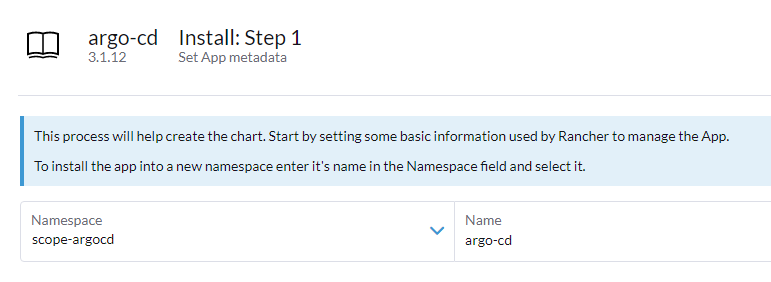 argo-cd Install: Step 1
3.1.12 Set App metadata
This process will help create the chart. Start by setting some basic information used by Rancher to manage the App.
To install the app into a new namespace enter it's name in the Namespace field and select it.
Namespace Name
scope-argocd argo-cd